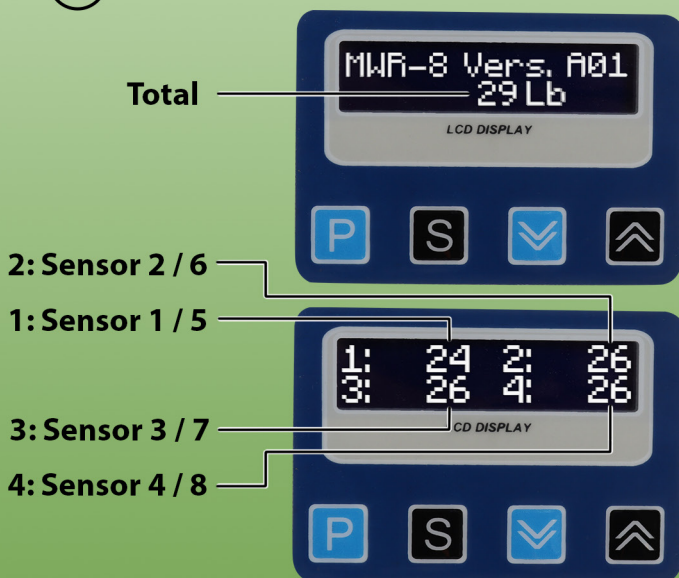 MWR-8 Vers. A01
Total
29 Lb
LCD DISPLAY
P S
2: Sensor 2 / 6
1: Sensor 1 / 5
1: 24 2: 26
3: 26 4: 26
3: Sensor 3 / 7
LCD DISPLAY
4: Sensor 4 / 8
P S